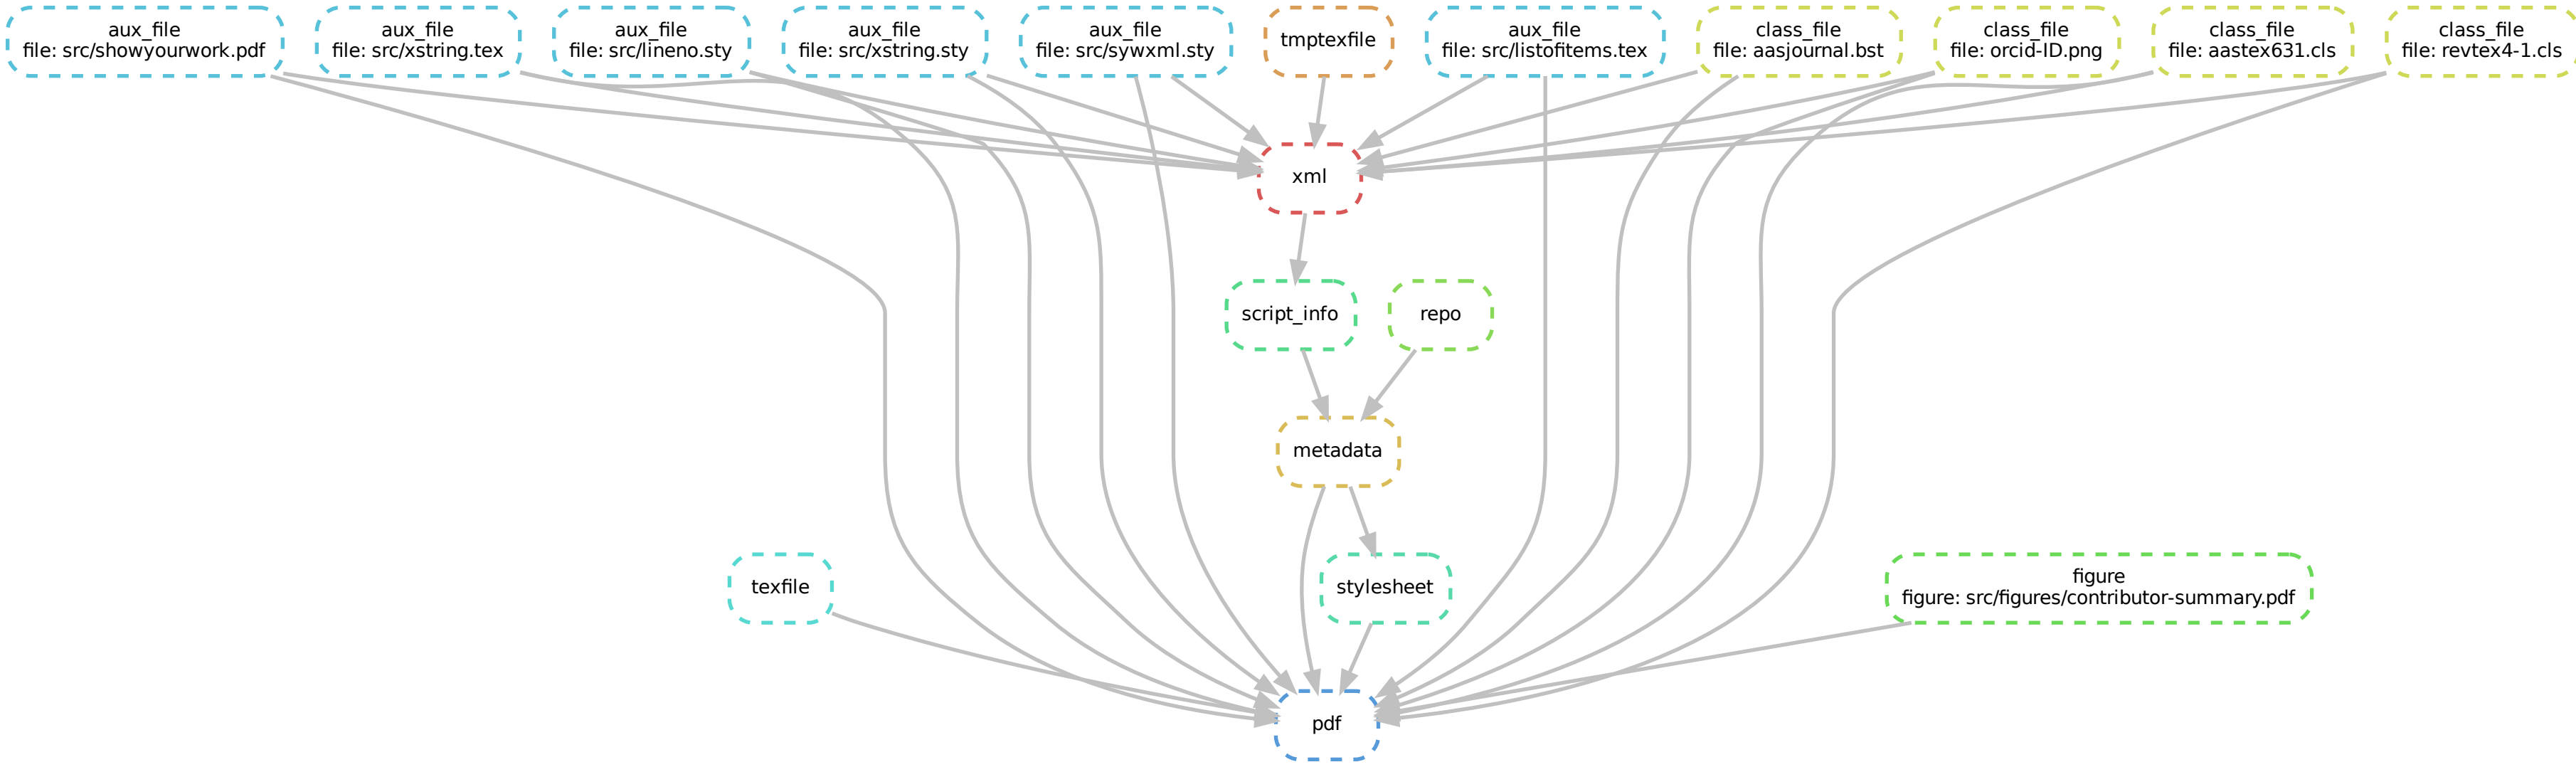 aux_file
file: src/showyourwork.pdf
aux_file
file: src/xstring.tex
aux_file
file: src/lineno.sty
aux_file
file: src/xstring.sty
aux_file
file: src/sywxml.sty
tmptexfile
aux_file
file: src/listofitems.tex
class_file
file: aasjournal.bst
class_file
file: orcid-ID.png
class_file
file: aastex631.cls
class_file
file: revtex4-1.cls
xml
script_info
repo
metadata
texfile
stylesheet
figure
figure: src/figures/contributor-summary.pdf
pdf